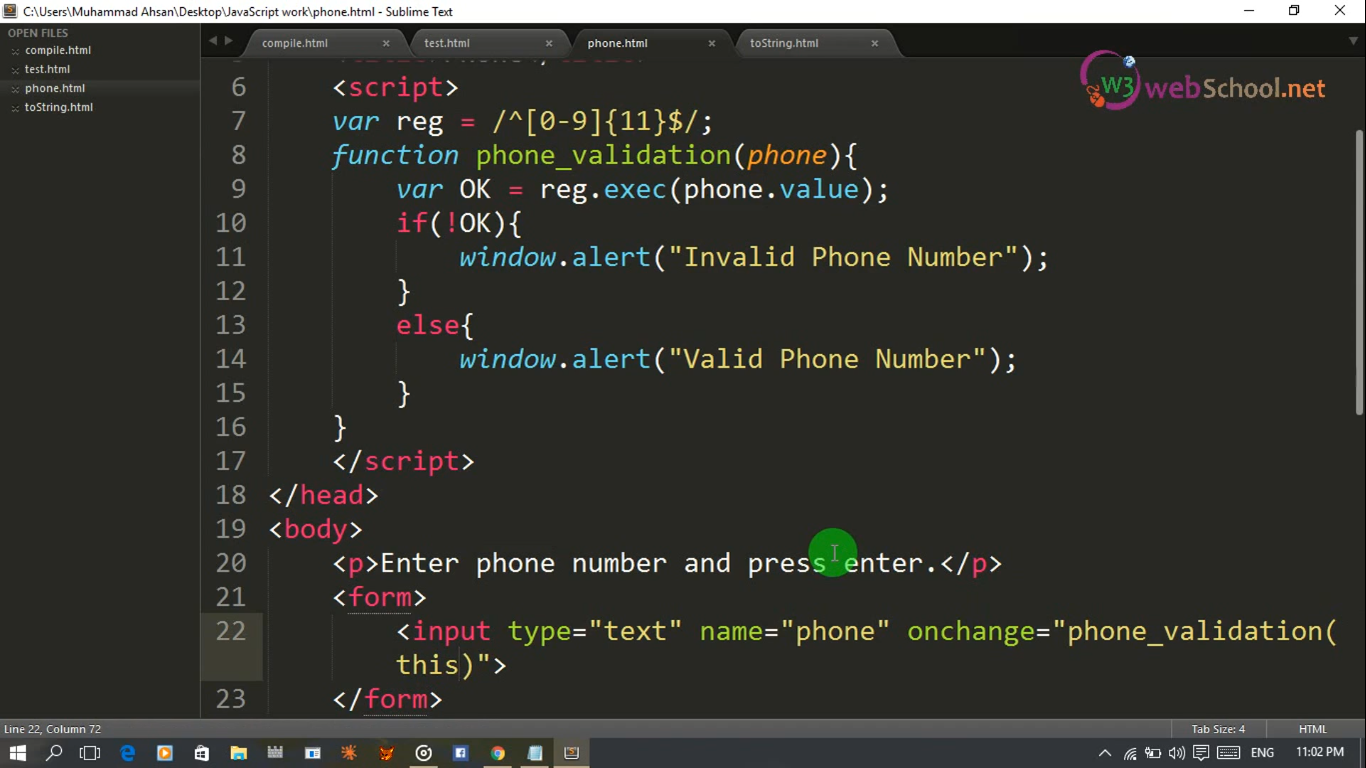 C:\Users\Muhammad Ahsan\Desktop\JavaScript work\phone.html - Sublime Text
OPEN FILES
compile.html
test.html
phone.html
toString.html
compile.html test.html phone.html toString.html
W3 webSchool.net
6 <script>
7 var reg = /^[0-9]{11}$/;
8 function phone_validation(phone){
9 var OK = reg.exec(phone.value);
10 if(!OK){
11 window.alert("Invalid Phone Number");
12 }
13 else{
14 window.alert("Valid Phone Number");
15 }
16 }
17 </script>
18 </head>
19 <body>
20 <p>Enter phone number and press enter.</p>
21 <form>
22 <input type="text" name="phone" onchange="phone_validation(
this)">
23 </form>
Line 22, Column 72
Tab Size: 4 HTML
ENG 11:02 PM